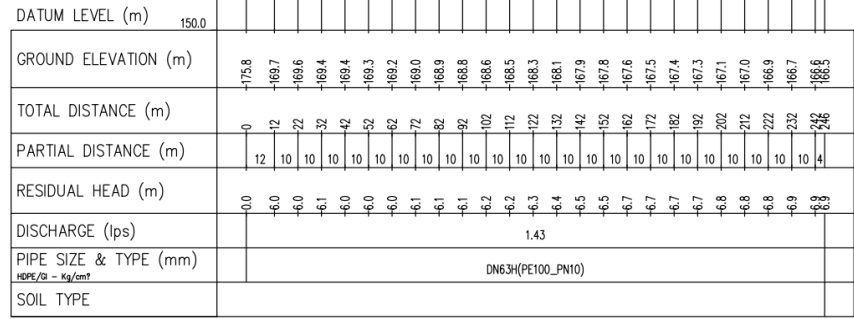 DATUM LEVEL (m) 150.0
GROUND ELEVATION (m) 175.8 169.7 169.6 169.4 169.4 169.3 169.2 169.0 168.9 168.8 168.6 168.5 168.3 168.1 167.9 167.8 167.6 167.5 167.4 167.3 167.1 167.0 166.9 166.7 166.6 166.5
TOTAL DISTANCE (m) 0 12 22 32 42 52 62 72 82 92 102 112 122 132 142 152 162 172 182 192 202 212 222 232 242 246
PARTIAL DISTANCE (m) 12 10 10 10 10 10 10 10 10 10 10 10 10 10 10 10 10 10 10 10 10 10 10 10 4
RESIDUAL HEAD (m) 0.0 6.0 6.0 6.1 6.0 6.0 6.0 6.1 6.1 6.1 6.2 6.2 6.3 6.4 6.5 6.5 6.7 6.7 6.7 6.7 6.8 6.8 6.8 6.9 6.9 6.9
DISCHARGE (lps) 1.43
PIPE SIZE & TYPE (mm) DN63H(PE100_PN10)
HDPE/GI - Kg/cm?
SOIL TYPE